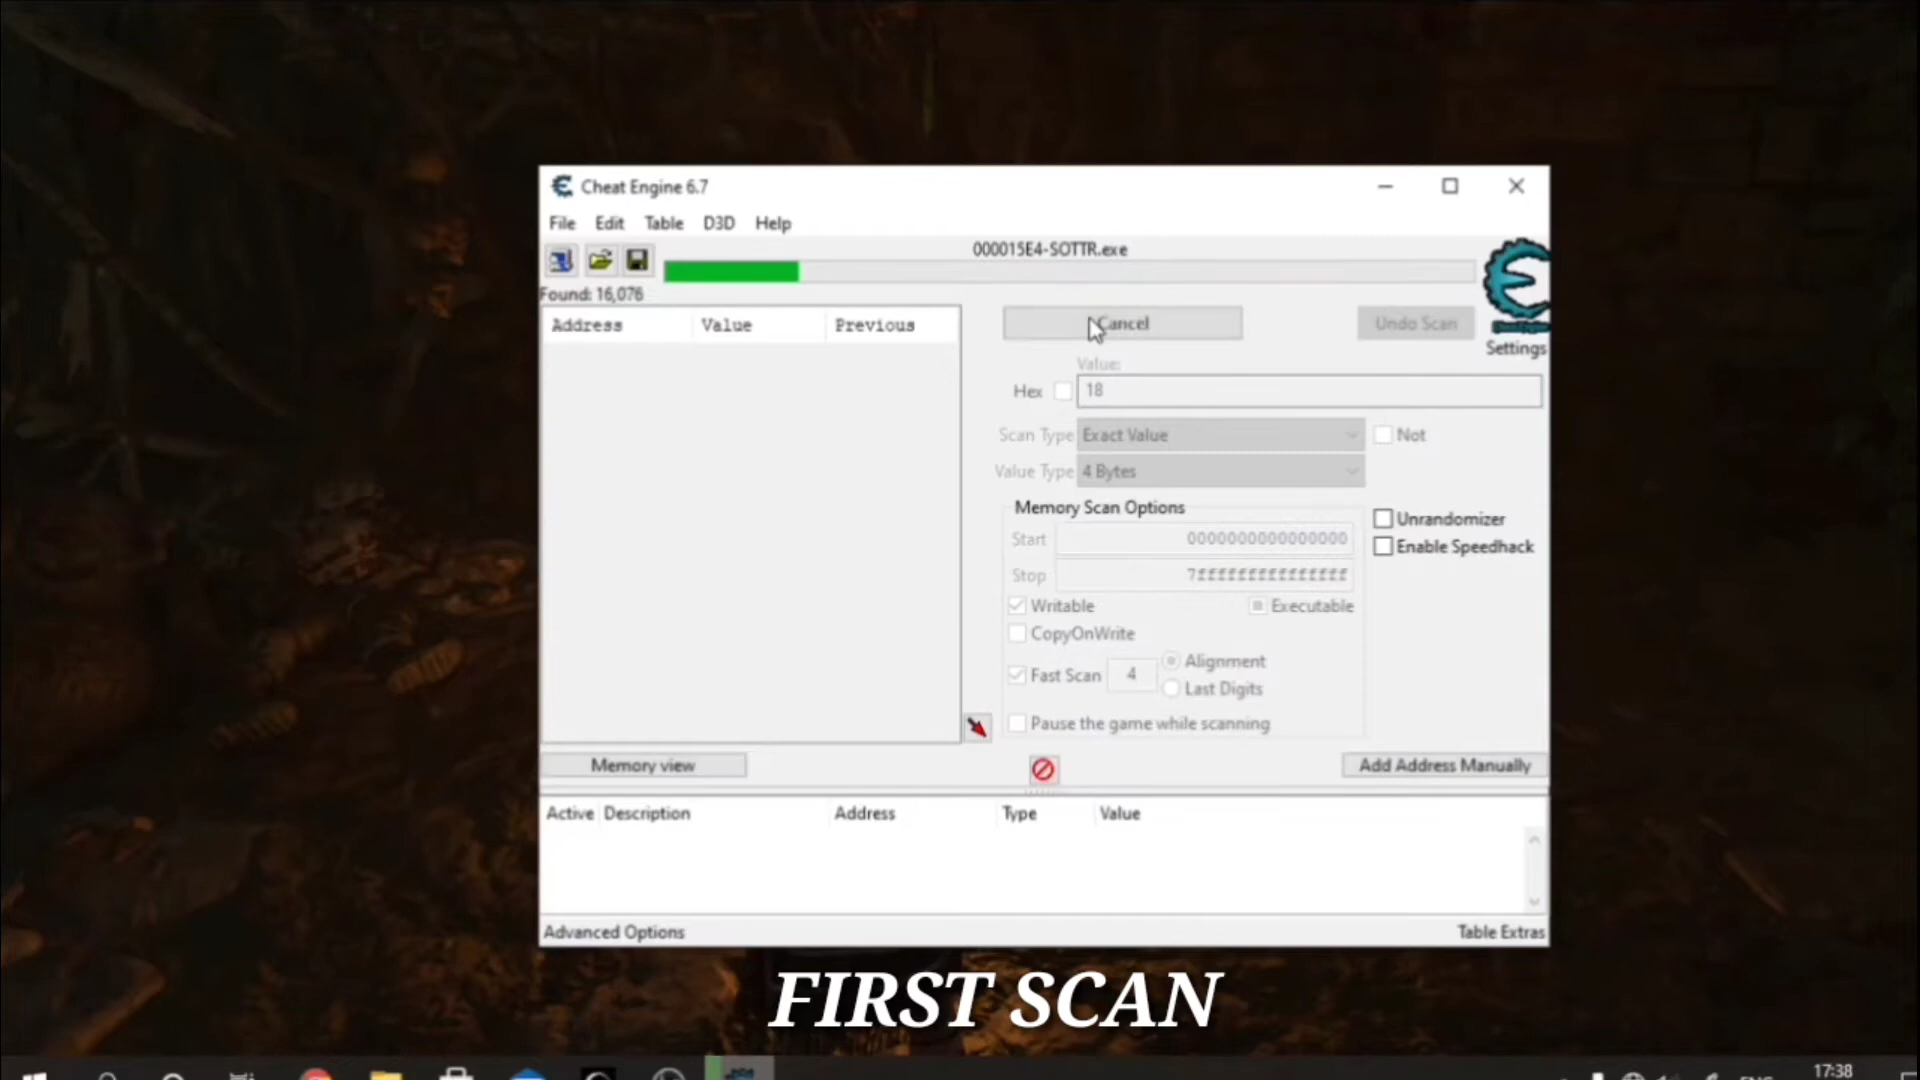 Cheat Engine 6.7
File Edit Table D3D Help
000015E4-SOTTR.exe
Found: 16,076
Address Value Previous
Cancel
Undo Scan
Settings
Value:
Hex 18
Scan Type Exact Value Not
Value Type 4 Bytes
Memory Scan Options
Unrandomizer
Start 0000000000000000
Enable Speedhack
Stop 7fffffffffffffff
Writable Executable
CopyOnWrite
Fast Scan 4 Alignment
Last Digits
Pause the game while scanning
Memory view
Add Address Manually
Active Description Address Type Value
Advanced Options
Table Extras
FIRST SCAN
17:38